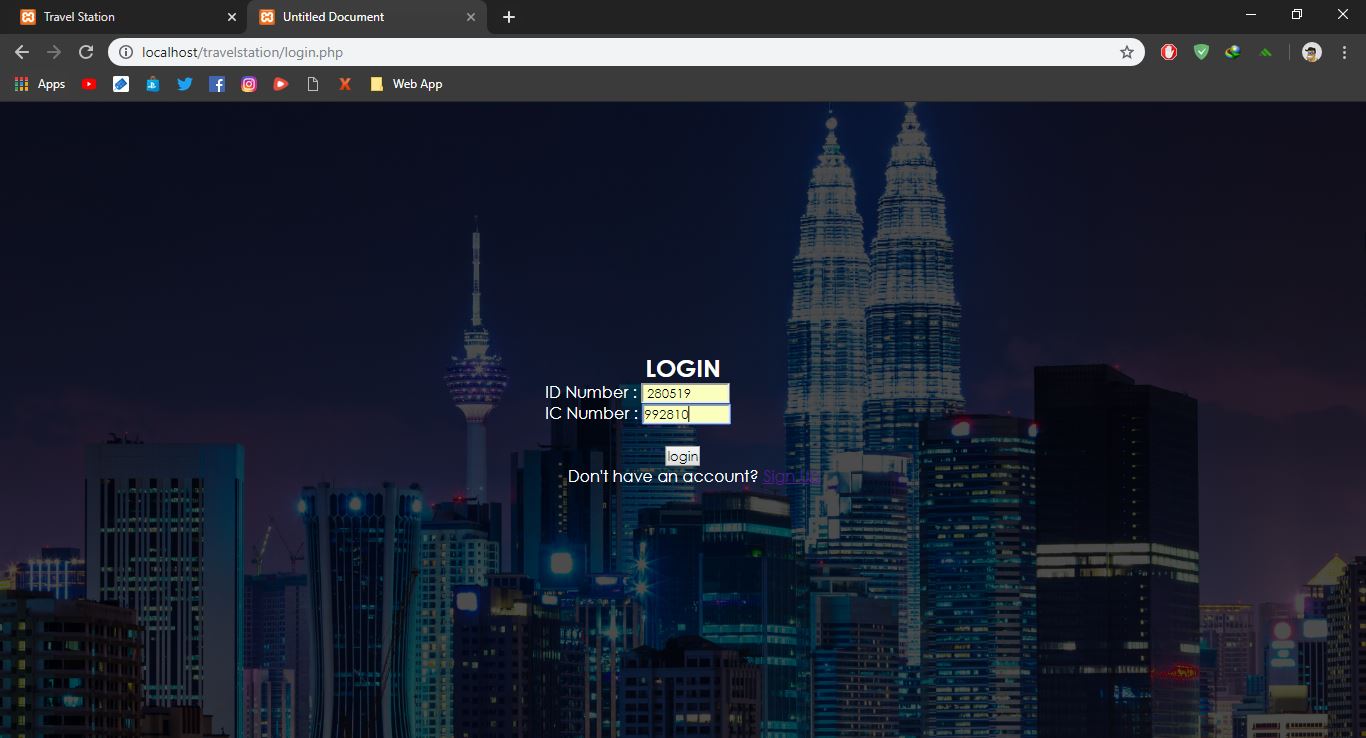 Travel Station
Untitled Document
localhost/travelstation/login.php
Apps
Web App
LOGIN
ID Number : 280519
IC Number : 992810
login
Don't have an account? Sign Up